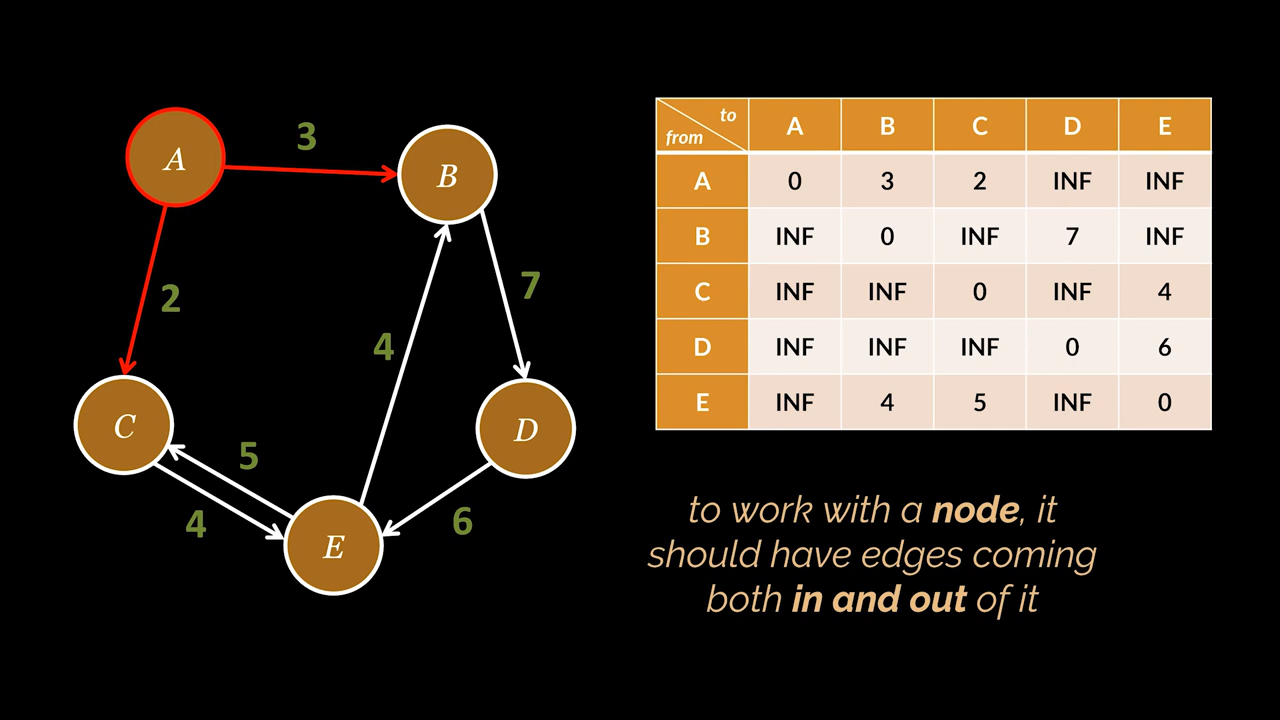 A
3
B
2
7
4
C
5
D
4
E
6
to
from A B C D E
A 0 3 2 INF INF
B INF 0 INF 7 INF
C INF INF 0 INF 4
D INF INF INF 0 6
E INF 4 5 INF 0
to work with a node, it
should have edges coming
both in and out of it